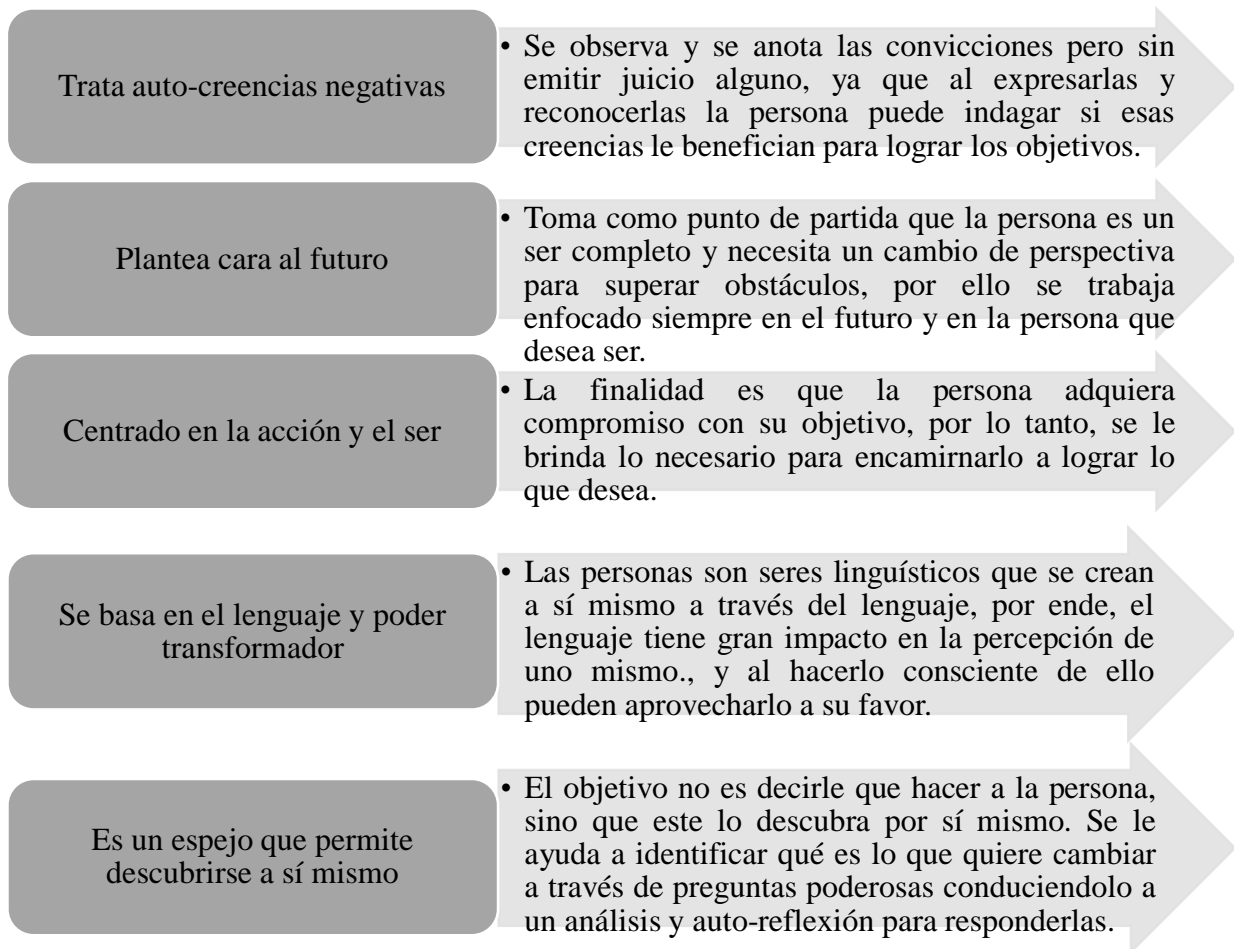 Trata auto-creencias negativas
• Se observa y se anota las convicciones pero sin
emitir juicio alguno, ya que al expresarlas y
reconocerlas la persona puede indagar si esas
creencias le benefician para lograr los objetivos.
Plantea cara al futuro
• Toma como punto de partida que la persona es un
ser completo y necesita un cambio de perspectiva
para superar obstáculos, por ello se trabaja
enfocado siempre en el futuro y en la persona que
desea ser.
Centrado en la acción y el ser
• La finalidad es que la persona adquiera
compromiso con su objetivo, por lo tanto, se le
brinda lo necesario para encamirnarlo a lograr lo
que desea.
Se basa en el lenguaje y poder
transformador
• Las personas son seres linguísticos que se crean
a sí mismo a través del lenguaje, por ende, el
lenguaje tiene gran impacto en la percepción de
uno mismo., y al hacerlo consciente de ello
pueden aprovecharlo a su favor.
Es un espejo que permite
descubrirse a sí mismo
• El objetivo no es decirle que hacer a la persona,
sino que este lo descubra por sí mismo. Se le
ayuda a identificar qué es lo que quiere cambiar
a través de preguntas poderosas conduciendolo a
un análisis y auto-reflexión para responderlas.